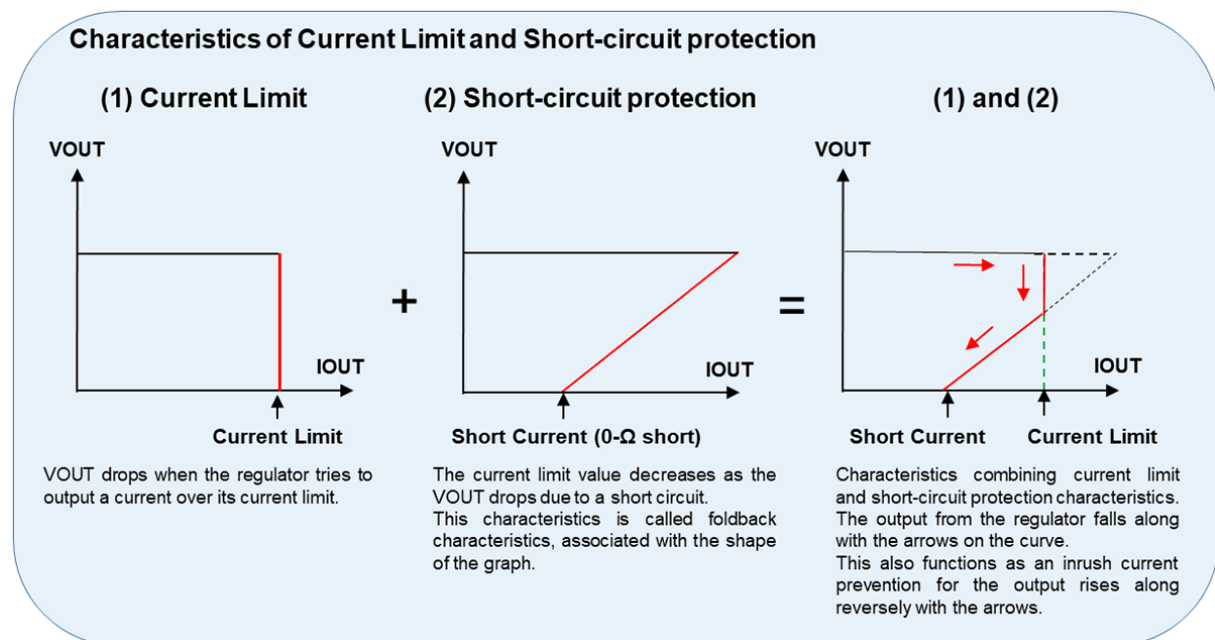 Characteristics of Current Limit and Short-circuit protection
(1) Current Limit
(2) Short-circuit protection
(1) and (2)
VOUT
IOUT
Current Limit
VOUT drops when the regulator tries to
output a current over its current limit.
+
VOUT
IOUT
Short Current (0-Ω short)
The current limit value decreases as the
VOUT drops due to a short circuit.
This characteristics is called foldback
characteristics, associated with the shape
of the graph.
=
VOUT
IOUT
Short Current
Current Limit
Characteristics combining current limit
and short-circuit protection characteristics.
The output from the regulator falls along
with the arrows on the curve.
This also functions as an inrush current
prevention for the output rises along
reversely with the arrows.